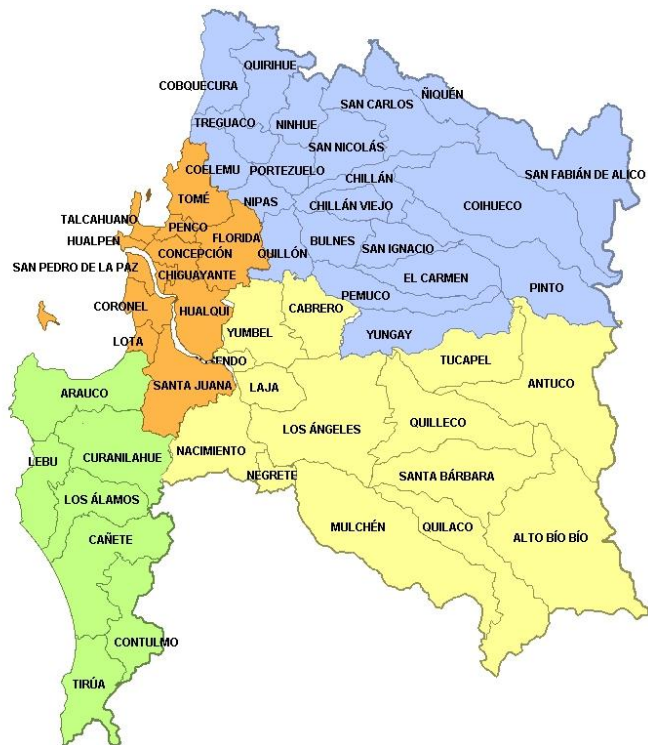 QUIRIHUE
COBQUECURA
ÑIQUÉN
SAN CARLOS
TREGUACO
NINHUE
SAN NICOLÁS
COELEMU
PORTEZUELO
CHILLÁN
SAN FABIÁN DE ALICO
TOMÉ
NIPAS
CHILLÁN VIEJO
COIHUECO
TALCAHUANO
PENCO
HUALPEN
FLORIDA
BULNES
CONCEPCIÓN
QUILLÓN
SAN IGNACIO
SAN PEDRO DE LA PAZ
CHIGUAYANTE
EL CARMEN
PINTO
PEMUCO
CORONEL
HUALQUI
CABRERO
YUMBEL
YUNGAY
LOTA
SENDO
TUCAPEL
ANTUCO
SANTA JUANA
LAJA
ARAUCO
LOS ÁNGELES
QUILLECO
CURANILAHUE
NACIMIENTO
LEBU
NEGRETE
SANTA BÁRBARA
LOS ÁLAMOS
MULCHÉN
QUILACO
CAÑETE
ALTO BÍO BÍO
CONTULMO
TIRÚA